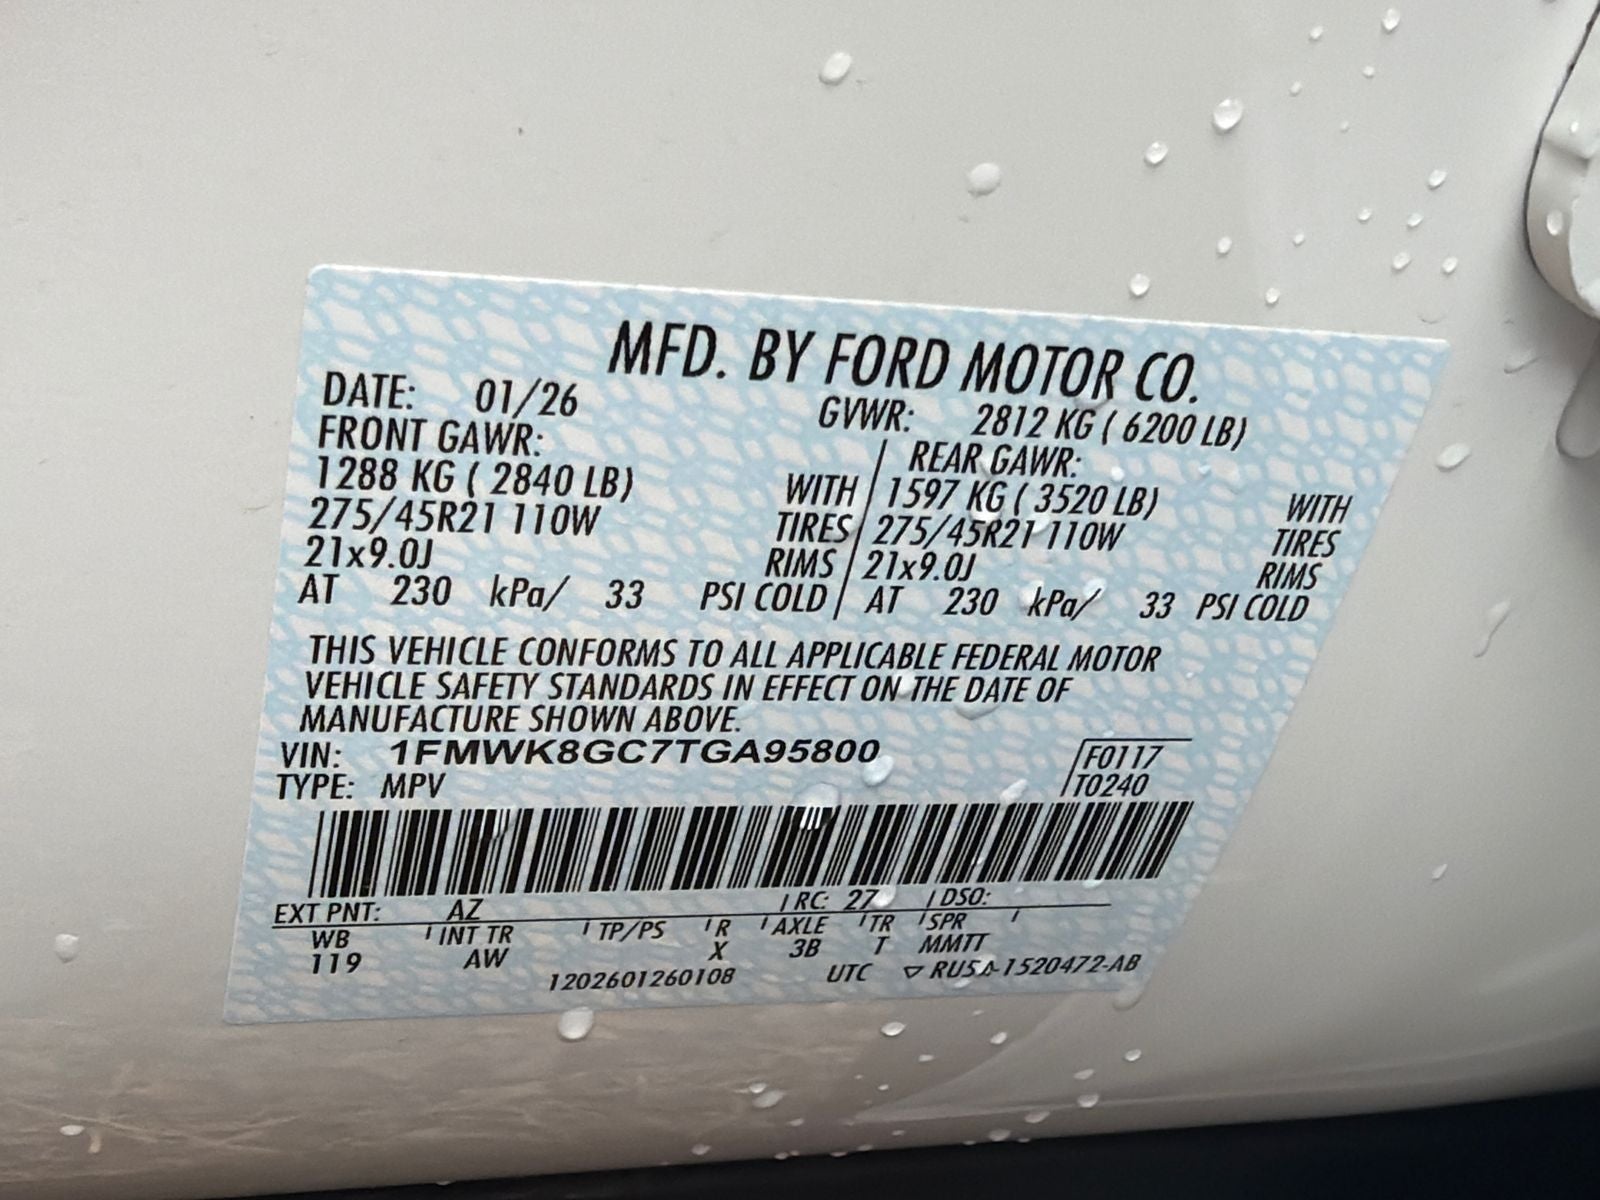 MFD. BY FORD MOTOR CO.
DATE: 01/26 GVWR: 2812 KG ( 6200 LB)
FRONT GAWR: REAR GAWR:
1288 KG ( 2840 LB) WITH 1597 KG ( 3520 LB) WITH
275/45R21 110W TIRES 275/45R21 110W TIRES
21x9.0J RIMS 21x9.0J RIMS
AT 230 kPa/ 33 PSI COLD AT 230 kPa/ 33 PSI COLD
THIS VEHICLE CONFORMS TO ALL APPLICABLE FEDERAL MOTOR
VEHICLE SAFETY STANDARDS IN EFFECT ON THE DATE OF
MANUFACTURE SHOWN ABOVE.
VIN: 1FMWK8GC7TGA95800 F0117
TYPE: MPV T0240
EXT PNT: AZ RC: 27 DSO:
WB INT TR TP/PS R AXLE TR SPR
119 AW X 3B T MMTT
1202601260108 UTC ▽ RU5A-1520472-AB